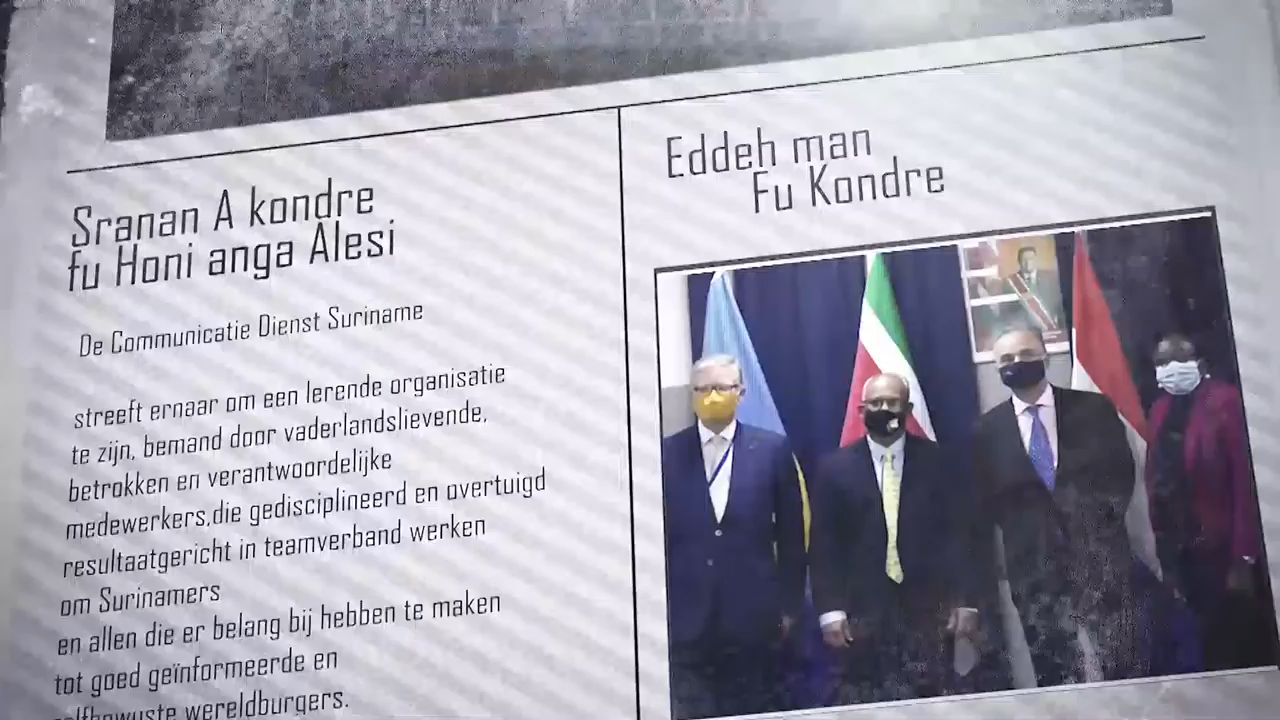 Sranan A kondre
fu Honi anga Alesi
De Communicatie Dienst Suriname
streeft ernaar om een lerende organisatie
te zijn, bemand door vaderlandslievende,
betrokken en verantwoordelijke
medewerkers,die gedisciplineerd en overtuigd
resultaatgericht in teamverband werken
om Surinamers
en allen die er belang bij hebben te maken
tot goed geïnformeerde en
zelfbewuste wereldburgers.
Eddeh man
Fu Kondre